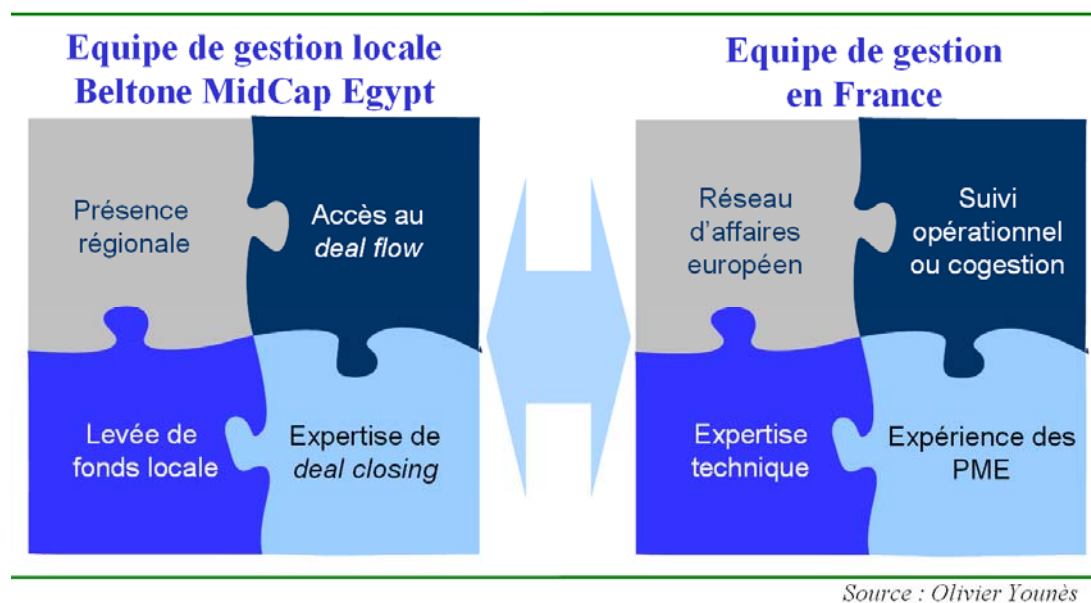 Equipe de gestion locale
Beltone MidCap Egypt
Présence
régionale
Accès au
deal flow
Levée de
fonds locale
Expertise de
deal closing
Equipe de gestion
en France
Réseau
d'affaires
européen
Suivi
opérationnel
ou cogestion
Expertise
technique
Expérience des
PME
Source : Olivier Younès